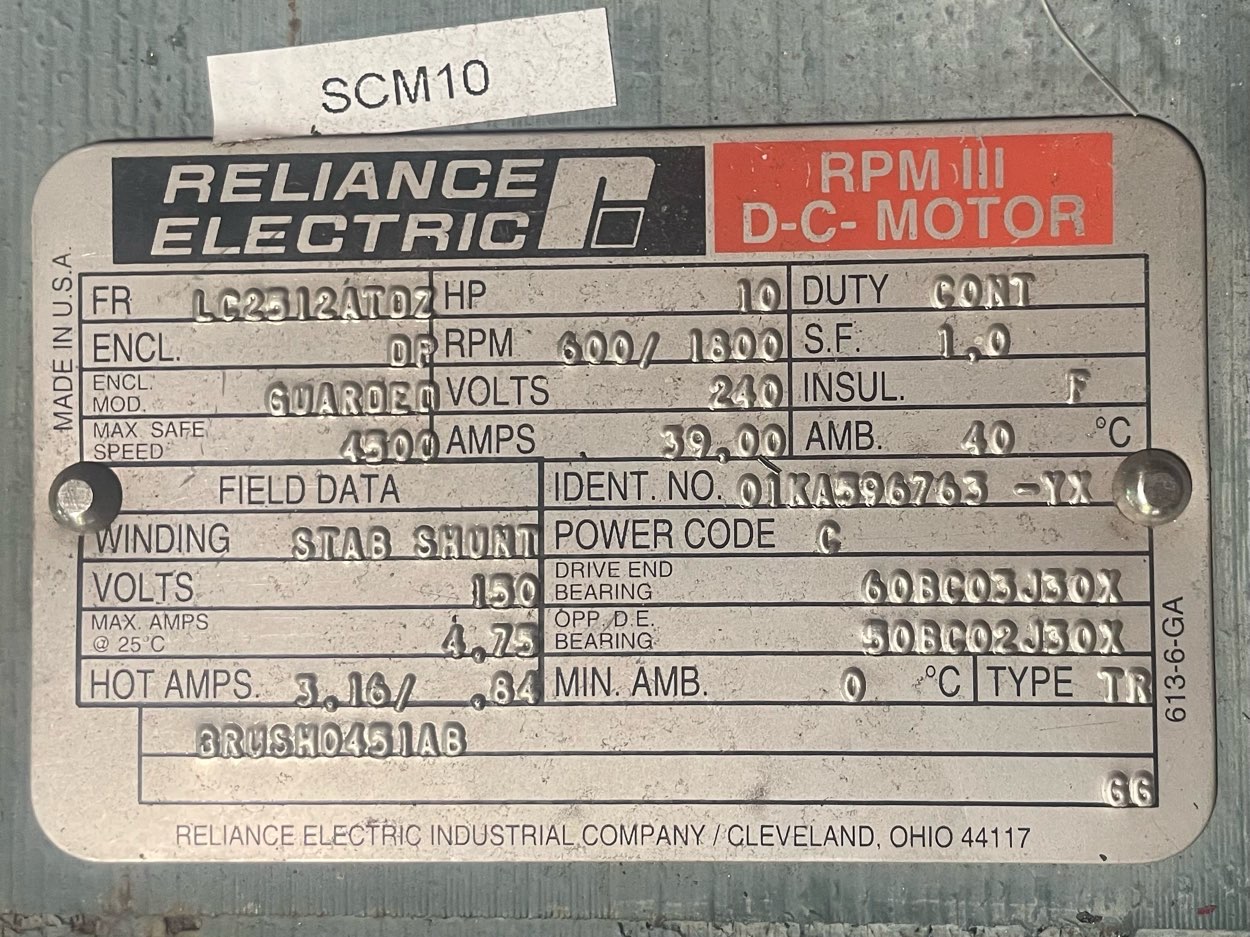 SCM10
RELIANCE
ELECTRIC
RPM III
D-C- MOTOR
MADE IN U.S.A
FR LC2512ATDZ HP 10 DUTY CONT
ENCL. DP RPM 600/ 1800 S.F. 1.0
ENCL. MOD. GUARDED VOLTS 240 INSUL. F
MAX. SAFE SPEED 4500 AMPS 39.00 AMB. 40 °C
FIELD DATA IDENT. NO. 01KA596763 -YX
WINDING STAB SHUNT POWER CODE C
VOLTS 150 DRIVE END BEARING 60BC03J30X
MAX. AMPS @ 25°C 4.75 OPP. D.E. BEARING 50BC02J30X
HOT AMPS. 3.16/ .84 MIN. AMB. 0 °C TYPE TR
BRUSH0451AB
GG
613-6-GA
RELIANCE ELECTRIC INDUSTRIAL COMPANY / CLEVELAND, OHIO 44117